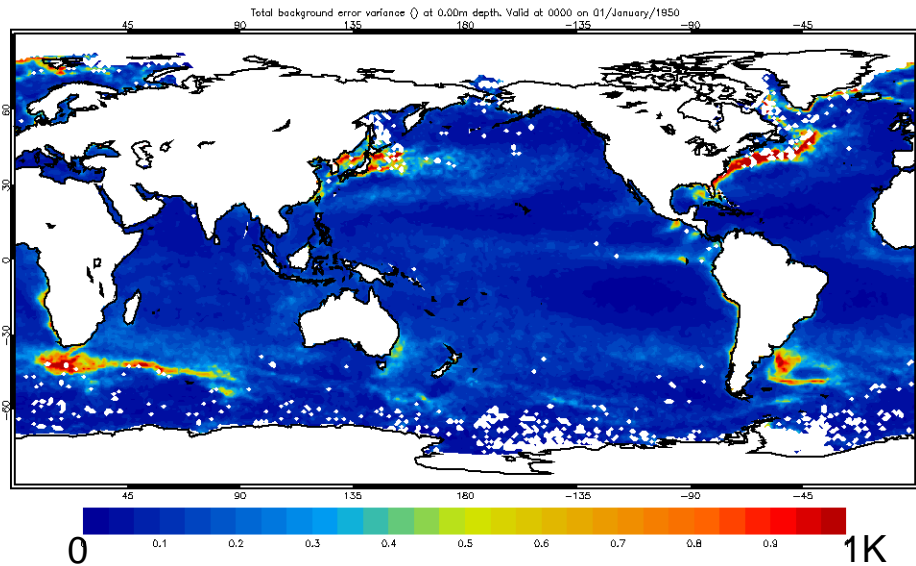 Total background error variance () at 0.00m depth. Valid at 0000 on 01/January/1950
45 90 135 180 -135 -90 -45
60
30
0
-30
-60
45 90 135 180 -135 -90 -45
0 0.1 0.2 0.3 0.4 0.5 0.6 0.7 0.8 0.9 1K